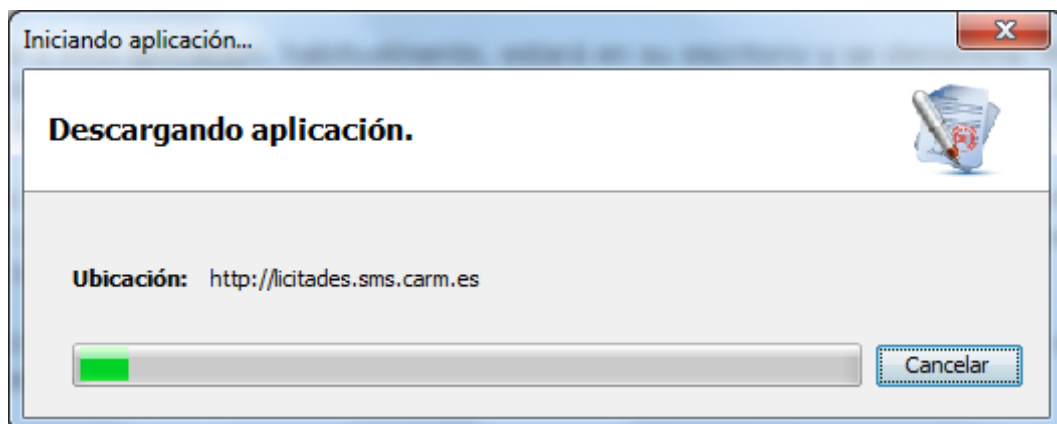 Iniciando aplicación...
Descargando aplicación.
Ubicación: http://licitades.sms.carm.es
Cancelar